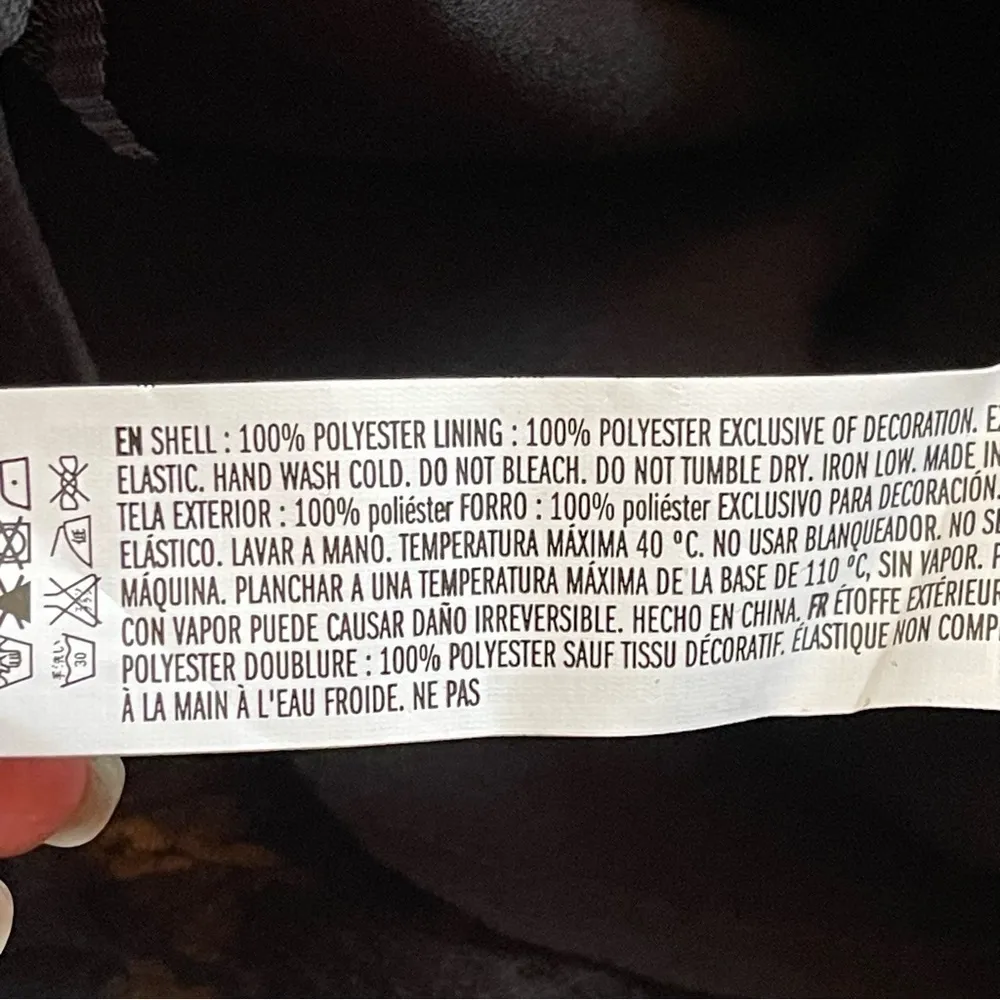 EN SHELL : 100% POLYESTER LINING : 100% POLYESTER EXCLUSIVE OF DECORATION.
ELASTIC. HAND WASH COLD. DO NOT BLEACH. DO NOT TUMBLE DRY. IRON LOW. MADE IN
TELA EXTERIOR : 100% poliéster FORRO : 100% poliéster EXCLUSIVO PARA DECORACIÓN.
ELÁSTICO. LAVAR A MANO. TEMPERATURA MÁXIMA 40 °C. NO USAR BLANQUEADOR. NO
MÁQUINA. PLANCHAR A UNA TEMPERATURA MÁXIMA DE LA BASE DE 110 °C, SIN VAPOR.
CON VAPOR PUEDE CAUSAR DAÑO IRREVERSIBLE. HECHO EN CHINA. FR ÉTOFFE EXTÉRIEUR
POLYESTER DOUBLURE : 100% POLYESTER SAUF TISSU DÉCORATIF. ÉLASTIQUE NON COMP
À LA MAIN À L'EAU FROIDE. NE PAS
低
30